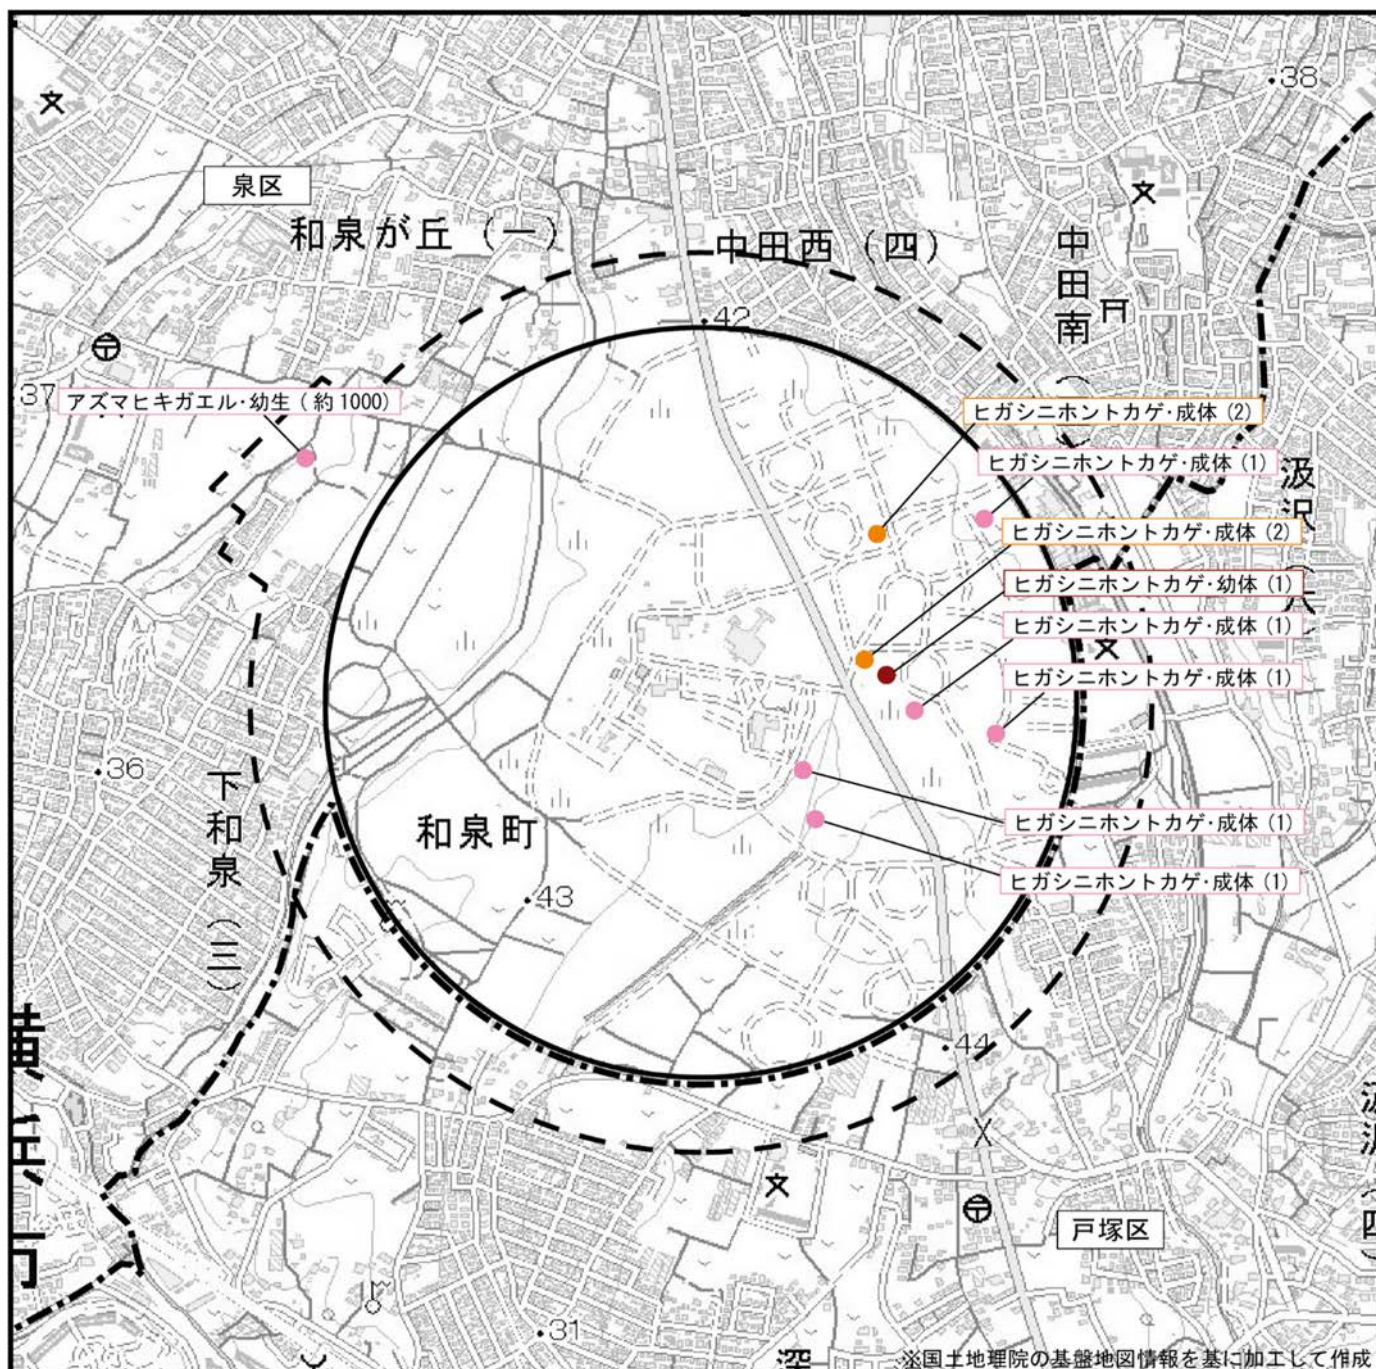 38
泉区
和泉が丘(一)
中田西(四)
中田南
42
37
アズマヒキガエル・幼生(約1000)
ヒガシニホントカゲ・成体(2)
ヒガシニホントカゲ・成体(1)
汲沢
ヒガシニホントカゲ・成体(2)
ヒガシニホントカゲ・幼体(1)
ヒガシニホントカゲ・成体(1)
ヒガシニホントカゲ・成体(1)
36
下和泉(三)
和泉町
ヒガシニホントカゲ・成体(1)
ヒガシニホントカゲ・成体(1)
43
44
戸塚区
31
※国土地理院の基盤地図情報を基に加工して作成